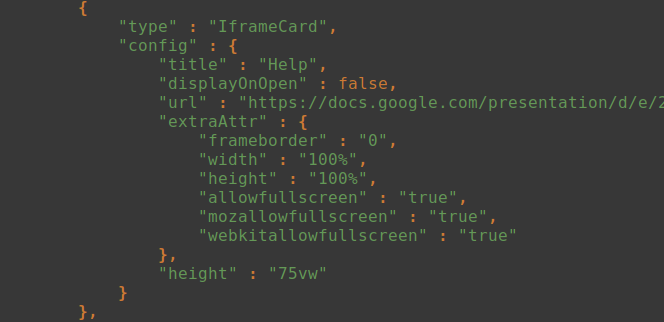 {
"type" : "IframeCard",
"config" : {
"title" : "Help",
"displayOnOpen" : false,
"url" : "https://docs.google.com/presentation/d/e/2
"extraAttr" : {
"frameborder" : "0",
"width" : "100%",
"height" : "100%",
"allowfullscreen" : "true",
"mozallowfullscreen" : "true",
"webkitallowfullscreen" : "true"
},
"height" : "75vw"
}
},